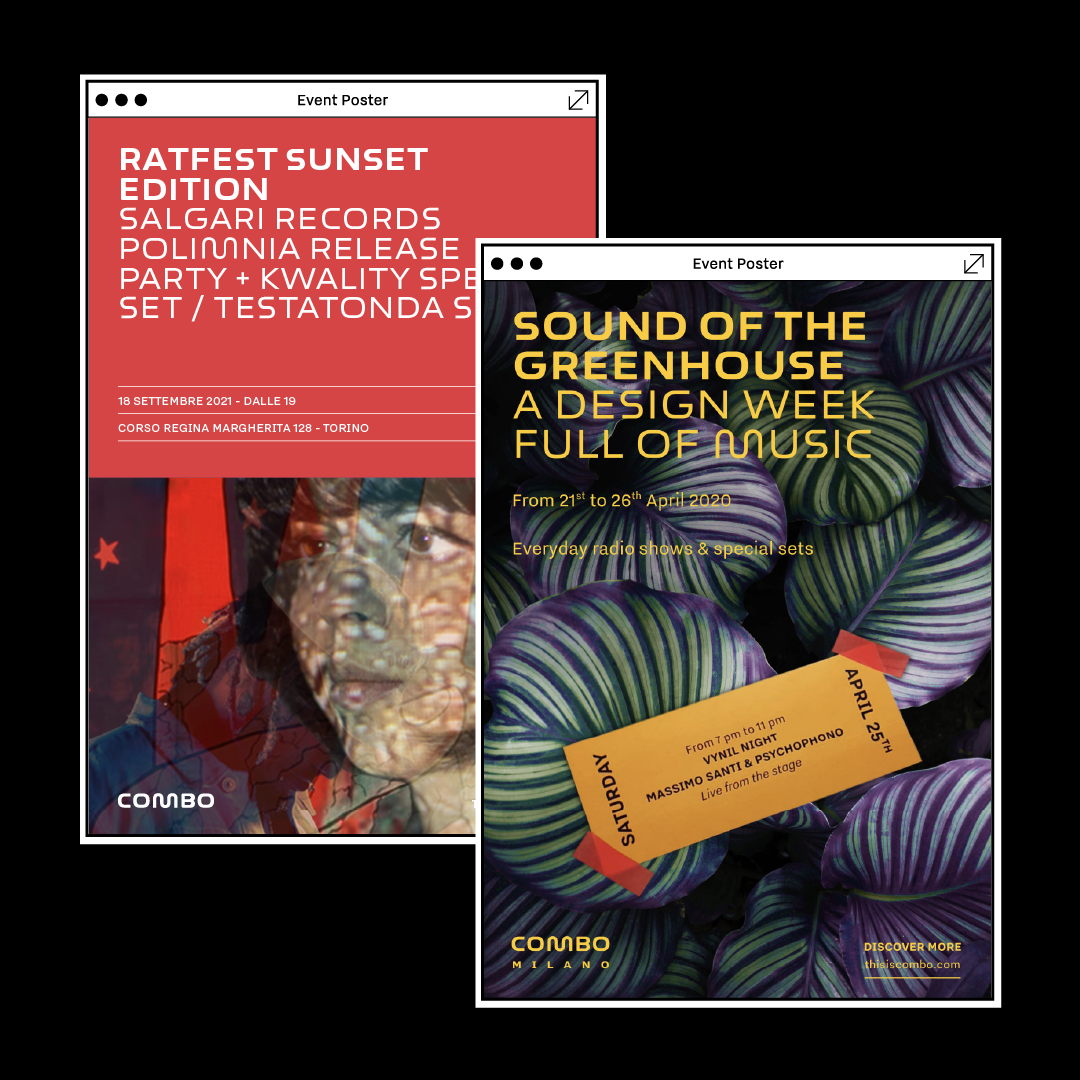 Event Poster
RATFEST SUNSET
EDITION
SALGARI RECORDS
POLIMNIA RELEASE
PARTY + KWALITY SPE
SET / TESTATONDA S
18 SETTEMBRE 2021 - DALLE 19
CORSO REGINA MARGHERITA 128 - TORINO
COMBO
Event Poster
SOUND OF THE
GREENHOUSE
A DESIGN WEEK
FULL OF MUSIC
From 21st to 26th April 2020
Everyday radio shows & special sets
SATURDAY
From 7 pm to 11 pm
VYNIL NIGHT
MASSIMO SANTI & PSYCHOPHONO
Live from the stage
APRIL 25TH
COMBO
MILANO
DISCOVER MORE
thisiscombo.com